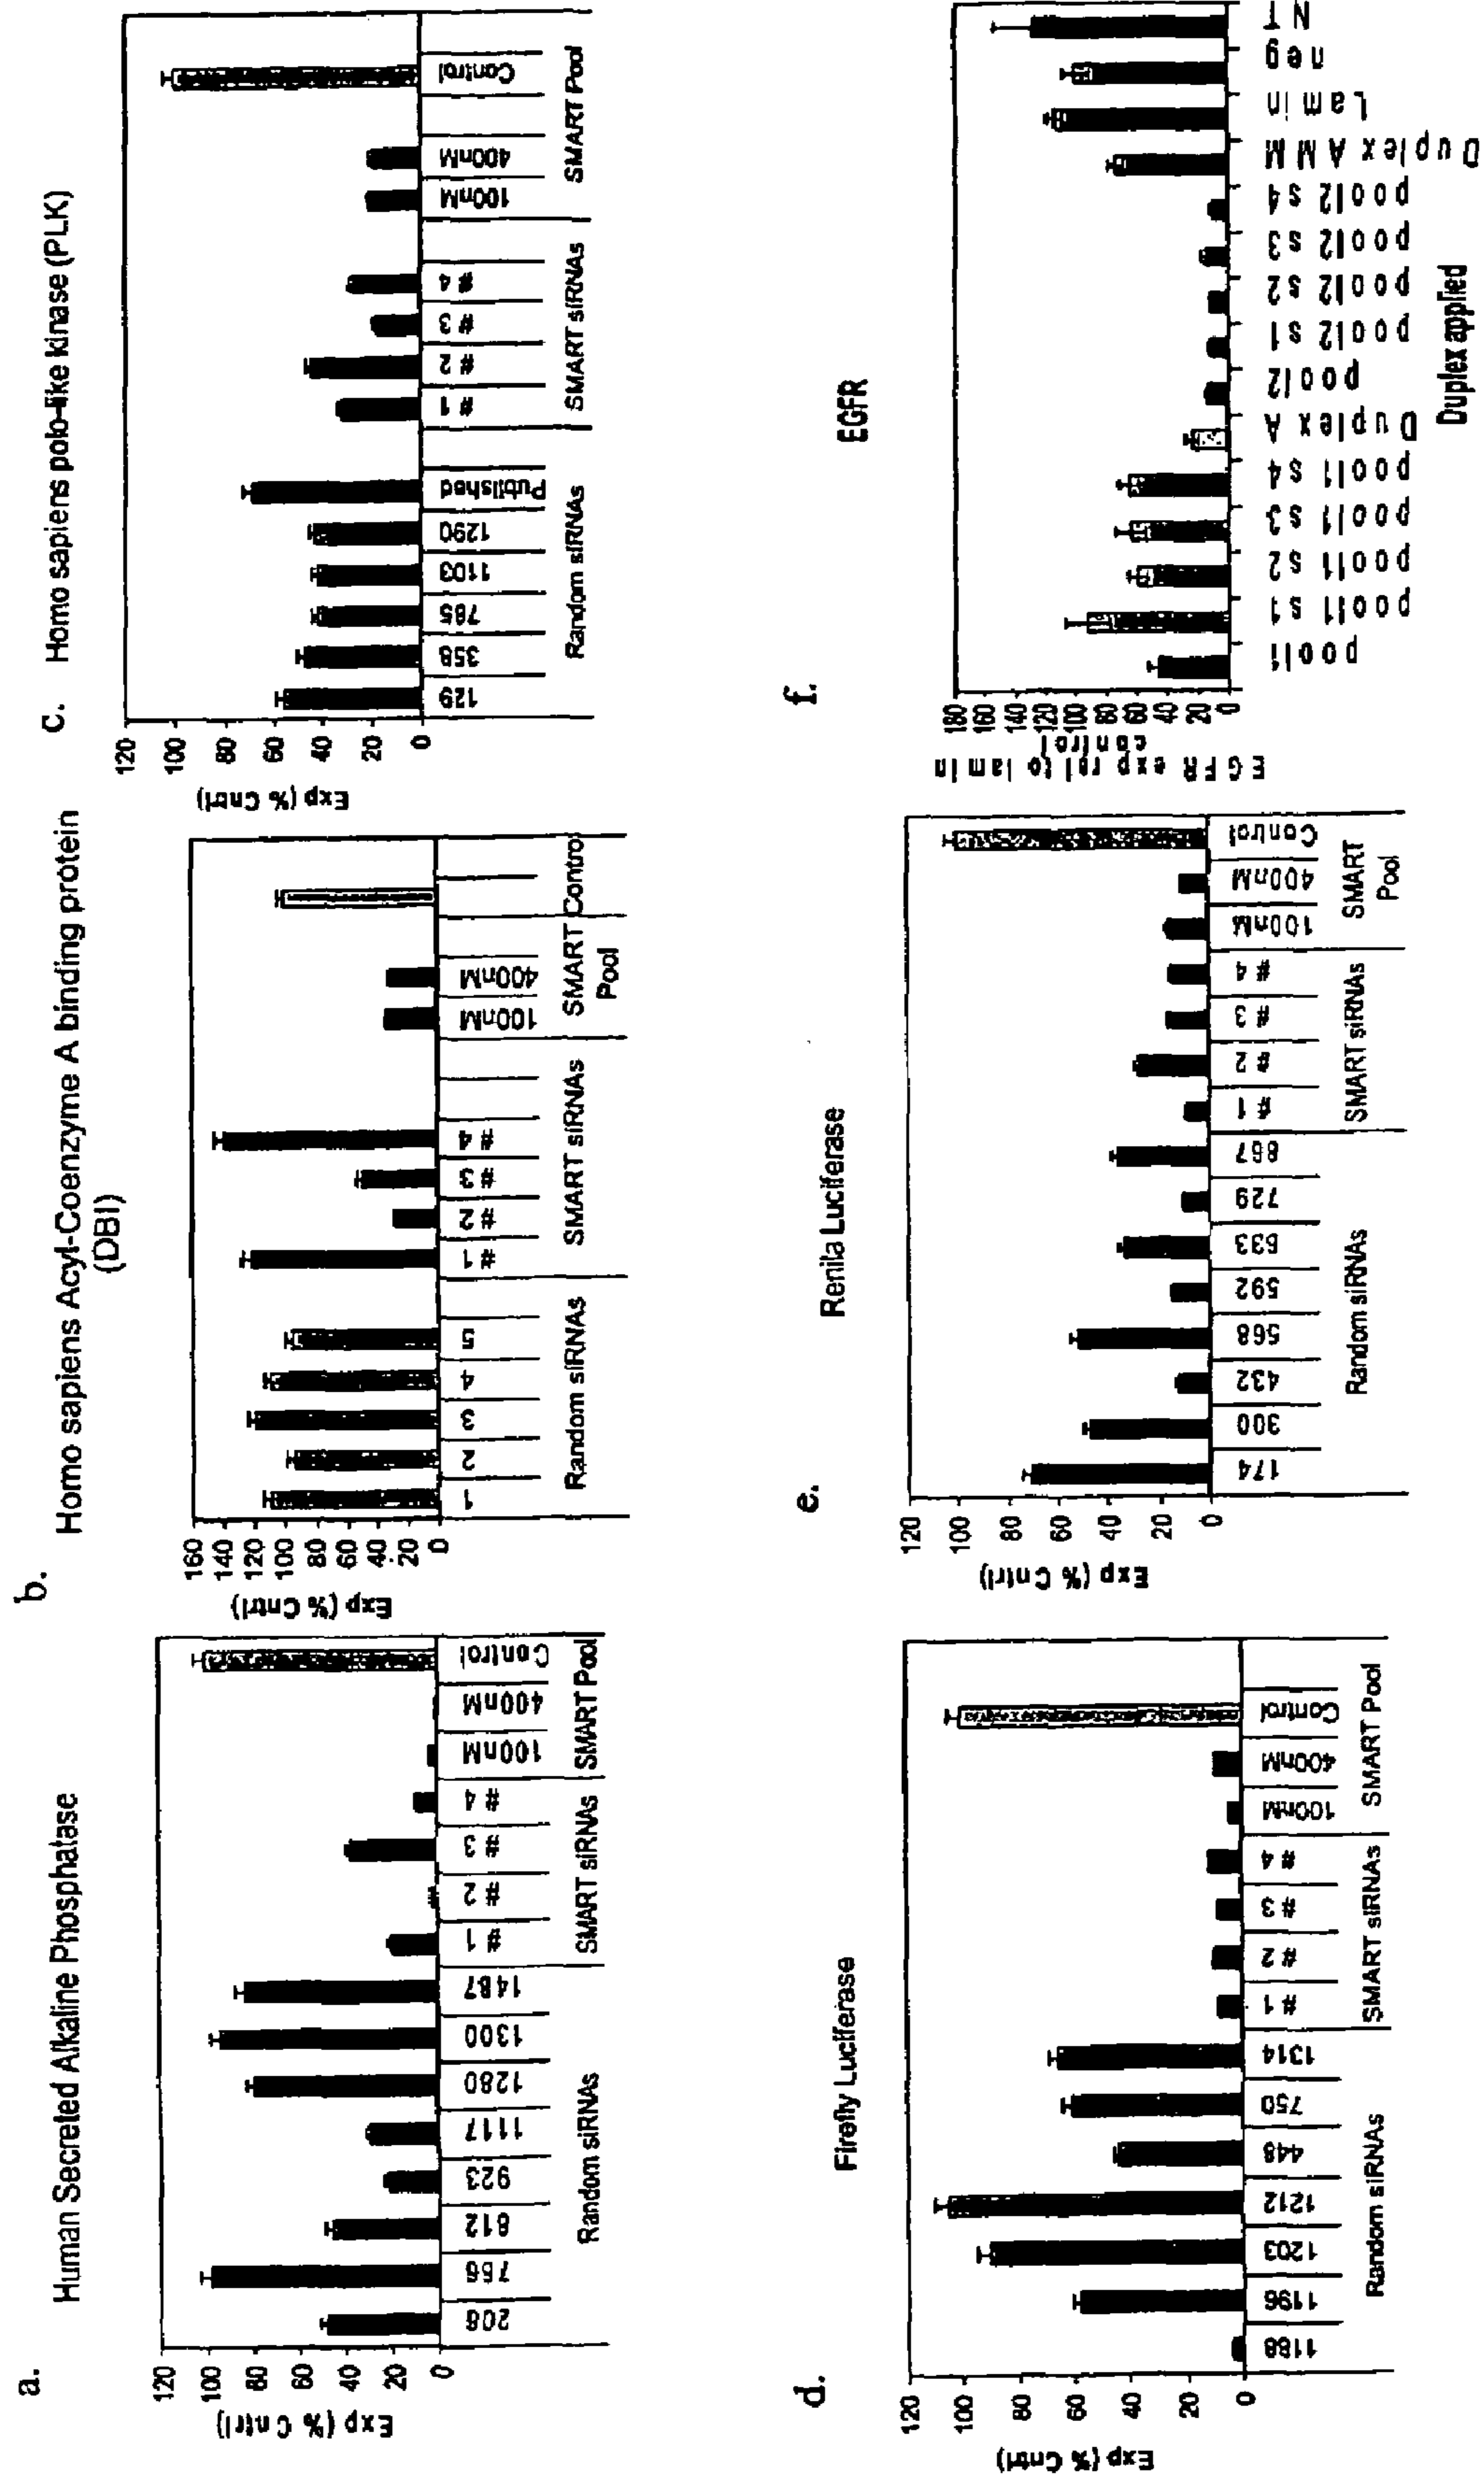 a.
Human Secreted Alkaline Phosphatase
Exp (% Cntrl)
120
100
80
60
40
20
0
206
766
812
923
1117
1280
1300
1487
# 1
# 2
# 3
# 4
100nM
400nM
Control
Random siRNAs
SMART siRNAs
SMART Pool
b.
Homo sapiens Acyl-Coenzyme A binding protein
(DBI)
Exp (% Cntrl)
160
140
120
100
80
60
40
20
0
1
2
3
4
5
# 1
# 2
# 3
# 4
100nM
400nM
Random siRNAs
SMART siRNAs
SMART
Pool
Control
c.
Homo sapiens polo-like kinase (PLK)
Exp (% Cntrl)
120
100
80
60
40
20
0
129
358
785
1103
1290
Published
# 1
# 2
# 3
# 4
100nM
400nM
Control
Random siRNAs
SMART siRNAs
SMART Pool
d.
Firefly Luciferase
Exp (% Cntrl)
120
100
80
60
40
20
0
1188
1196
1203
1212
448
750
1314
# 1
# 2
# 3
# 4
100nM
400nM
Control
Random siRNAs
SMART siRNAs
SMART Pool
e.
Renila Luciferase
Exp (% Cntrl)
120
100
80
60
40
20
0
174
300
432
568
592
633
729
867
# 1
# 2
# 3
# 4
100nM
400nM
Control
Random siRNAs
SMART siRNAs
SMART
Pool
f.
EGFR
EGFR exp rel to lamin
control
180
160
140
120
100
80
60
40
20
0
pool1
pool1 s1
pool1 s2
pool1 s3
pool1 s4
Duplex A
pool2
pool2 s1
pool2 s2
pool2 s3
pool2 s4
Duplex AMM
Lamin
neg
NT
Duplex applied